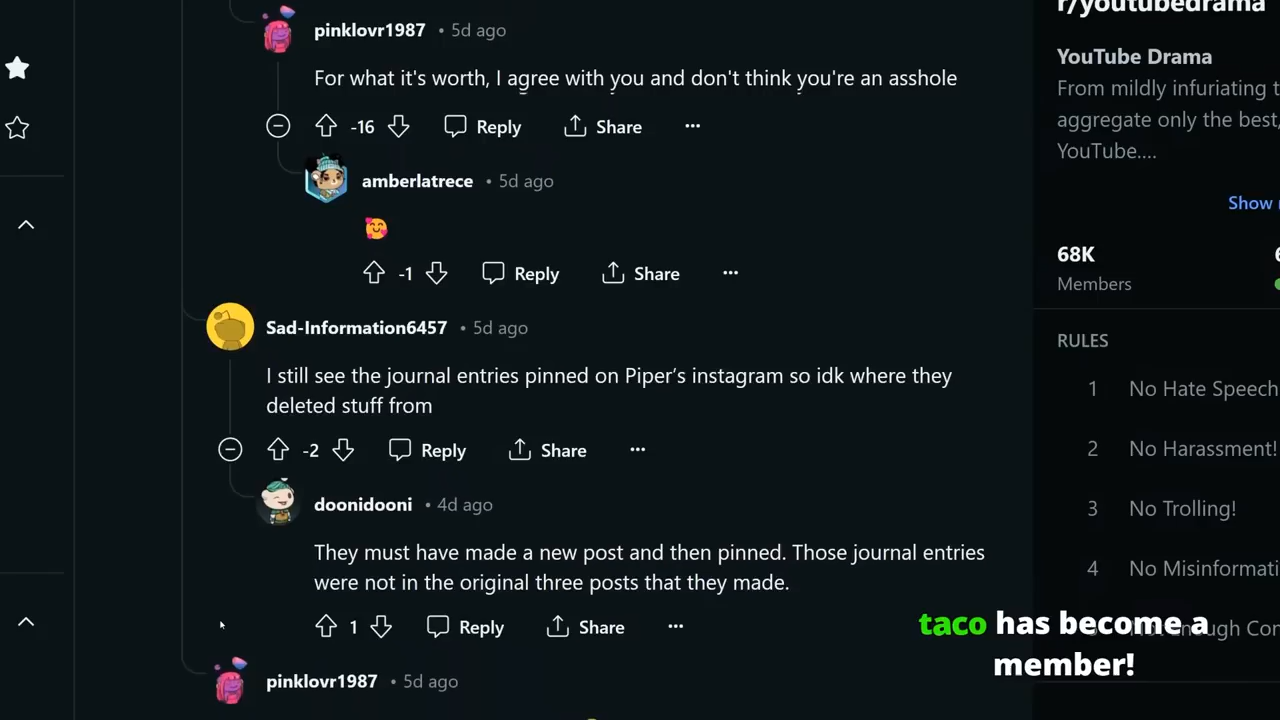 r/youtubedrama
pinklovr1987 • 5d ago
YouTube Drama
For what it's worth, I agree with you and don't think you're an asshole
From mildly infuriating t
aggregate only the best,
YouTube....
-16 Reply Share ...
amberlatrece • 5d ago
Show
68K
Members
-1 Reply Share ...
Sad-Information6457 • 5d ago
RULES
I still see the journal entries pinned on Piper’s instagram so idk where they
deleted stuff from
1 No Hate Speech
2 No Harassment!
-2 Reply Share ...
doonidooni • 4d ago
3 No Trolling!
They must have made a new post and then pinned. Those journal entries
were not in the original three posts that they made.
4 No Misinformati
taco has become a
member!
1 Reply Share ...
pinklovr1987 • 5d ago